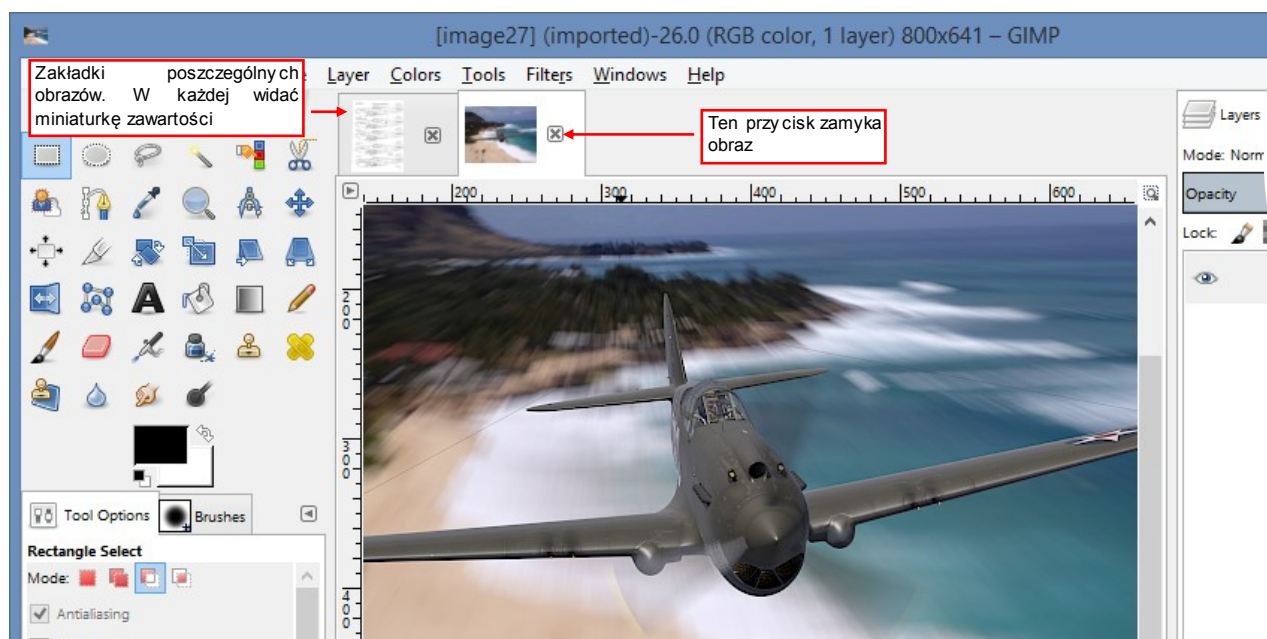 [image27] (imported)-26.0 (RGB color, 1 layer) 800x641 – GIMP
Layer Colors Tools Filters Windows Help
Zakładki poszczególnych
obrazów. W każdej widać
miniaturkę zawartości
Ten przycisk zamyka
obraz
Layers
Mode: Norm
Opacity
Lock:
200 300 400 500 600
200
300
400
Tool Options Brushes
Rectangle Select
Mode:
Antialiasing